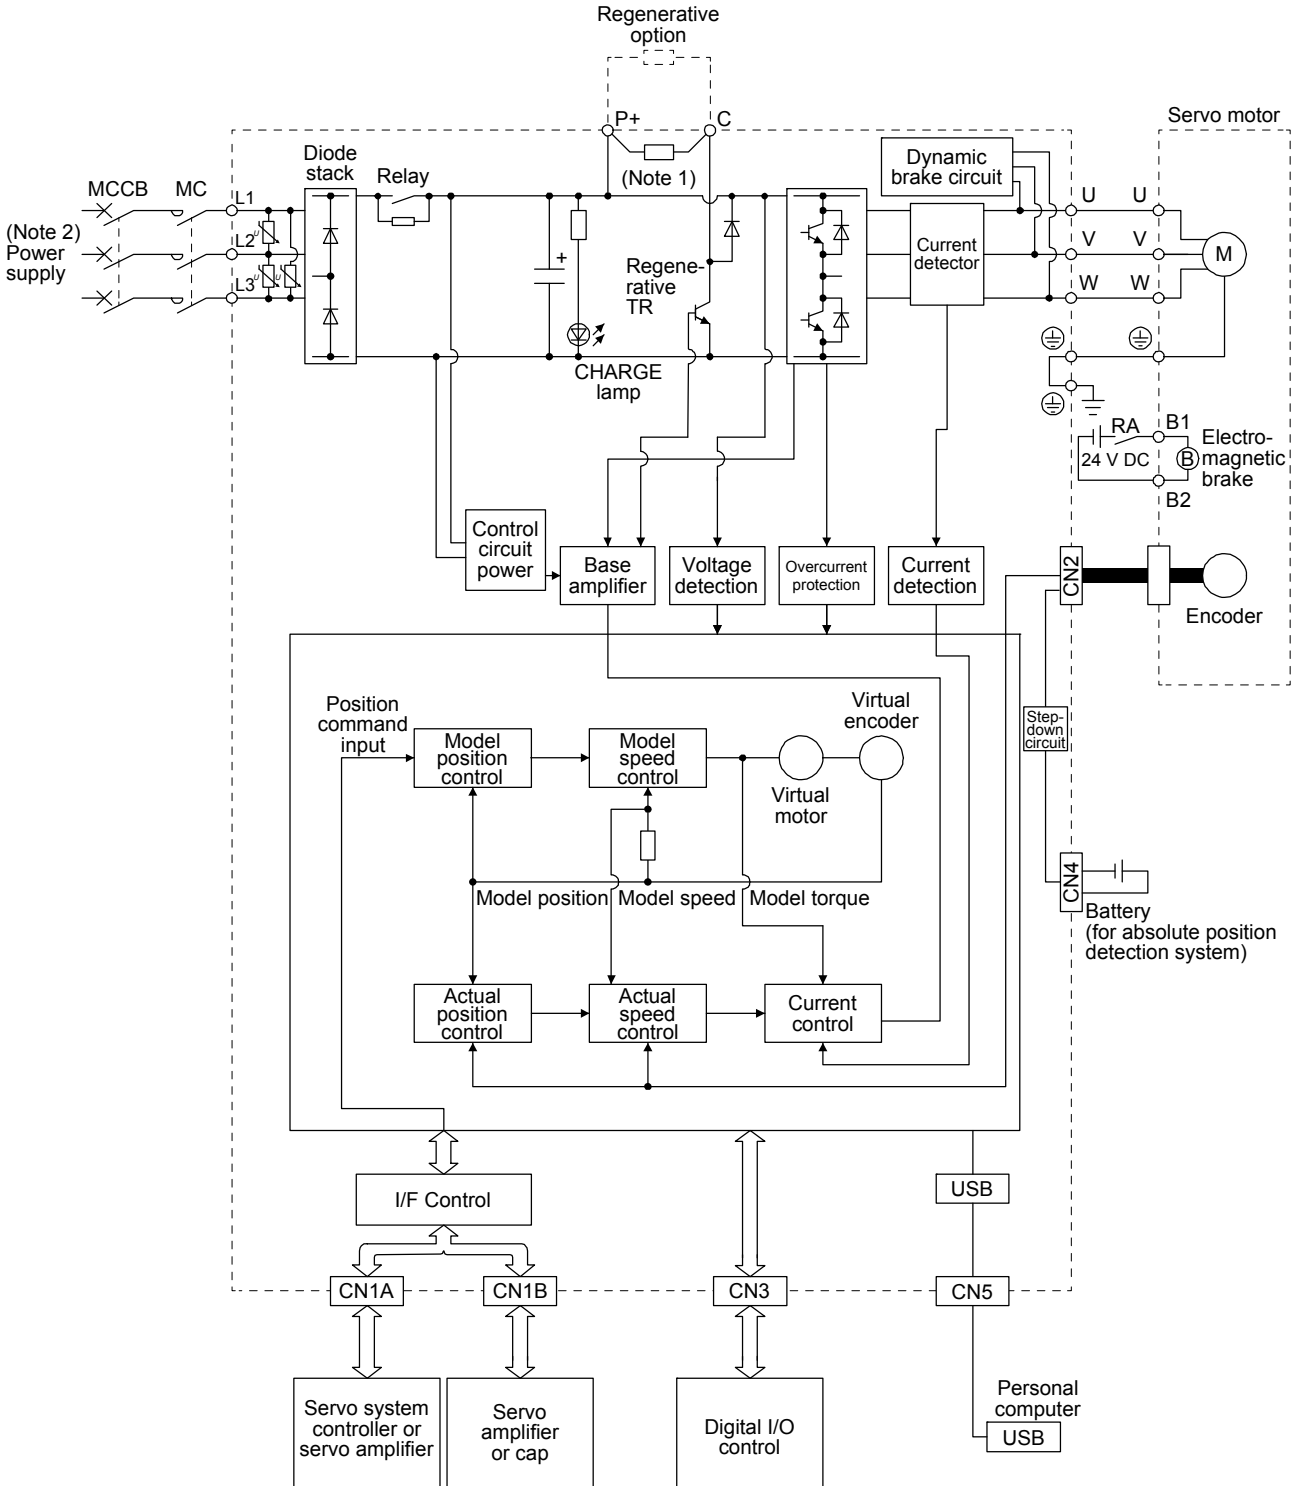 Regenerative
option
P+
C
Servo motor
Diode
stack
Dynamic
brake circuit
MCCB
MC
Relay
(Note 1)
L1
U
U
(Note 2)
Power
supply
L2
Current
detector
V
V
M
Regene-
rative
TR
+
U
U
U
L3
W
W
CHARGE
lamp
RA
B1
24 V DC
B
Electro-
magnetic
brake
B2
Control
circuit
power
Base
amplifier
Voltage
detection
Overcurrent
protection
Current
detection
CN2
Encoder
Position
command
input
Virtual
encoder
Step-
down
circuit
Model
position
control
Model
speed
control
Virtual
motor
CN4
Model position
Model speed
Model torque
Battery
(for absolute position
detection system)
Actual
position
control
Actual
speed
control
Current
control
I/F Control
USB
CN1A
CN1B
CN3
CN5
Servo system
controller or
servo amplifier
Servo
amplifier
or cap
Digital I/O
control
Personal
computer
USB